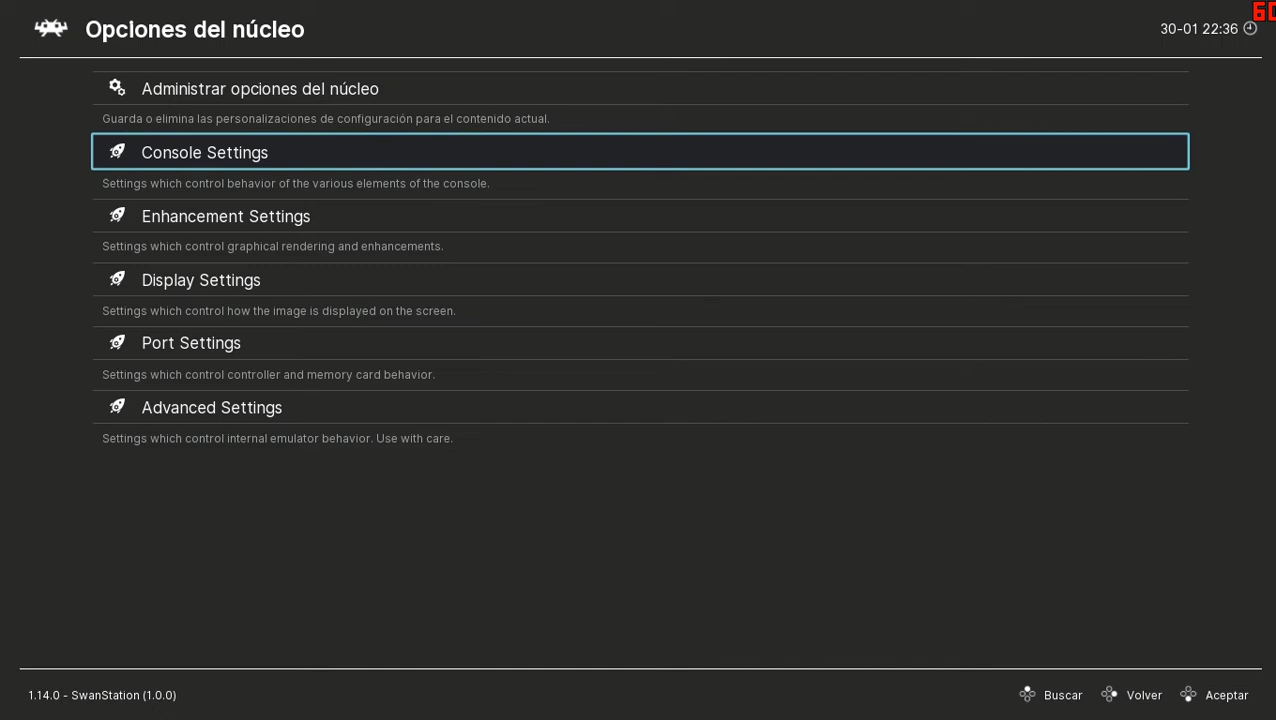 Opciones del núcleo
30-01 22:36
60
Administrar opciones del núcleo
Guarda o elimina las personalizaciones de configuración para el contenido actual.
Console Settings
Settings which control behavior of the various elements of the console.
Enhancement Settings
Settings which control graphical rendering and enhancements.
Display Settings
Settings which control how the image is displayed on the screen.
Port Settings
Settings which control controller and memory card behavior.
Advanced Settings
Settings which control internal emulator behavior. Use with care.
1.14.0 - SwanStation (1.0.0)
Buscar
Volver
Aceptar